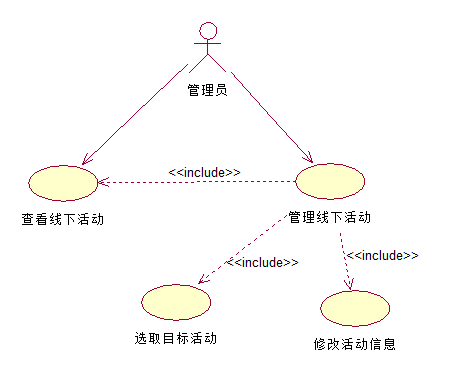 管理员
<<include>>
查看线下活动
管理线下活动
<<include>>
<<include>>
选取目标活动
修改活动信息